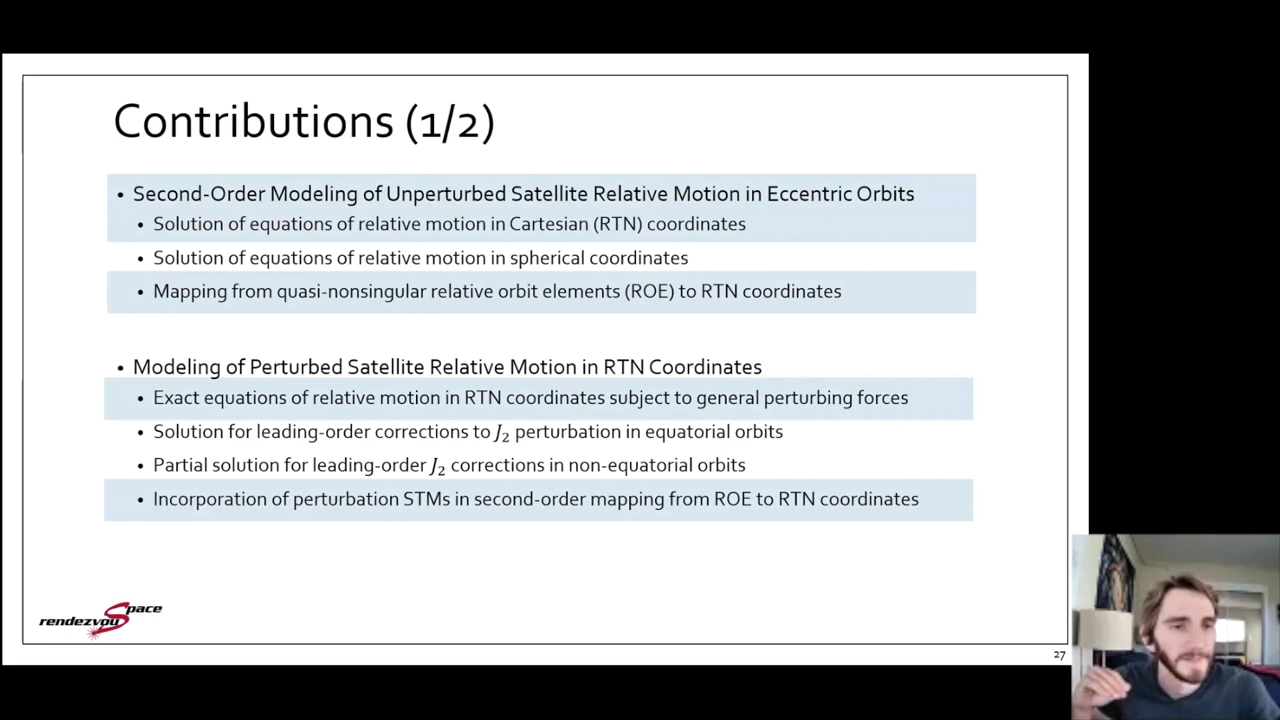 Contributions (1/2)
• Second-Order Modeling of Unperturbed Satellite Relative Motion in Eccentric Orbits
• Solution of equations of relative motion in Cartesian (RTN) coordinates
• Solution of equations of relative motion in spherical coordinates
• Mapping from quasi-nonsingular relative orbit elements (ROE) to RTN coordinates
• Modeling of Perturbed Satellite Relative Motion in RTN Coordinates
• Exact equations of relative motion in RTN coordinates subject to general perturbing forces
• Solution for leading-order corrections to J₂ perturbation in equatorial orbits
• Partial solution for leading-order J₂ corrections in non-equatorial orbits
• Incorporation of perturbation STMs in second-order mapping from ROE to RTN coordinates
rendezvouSpace
27